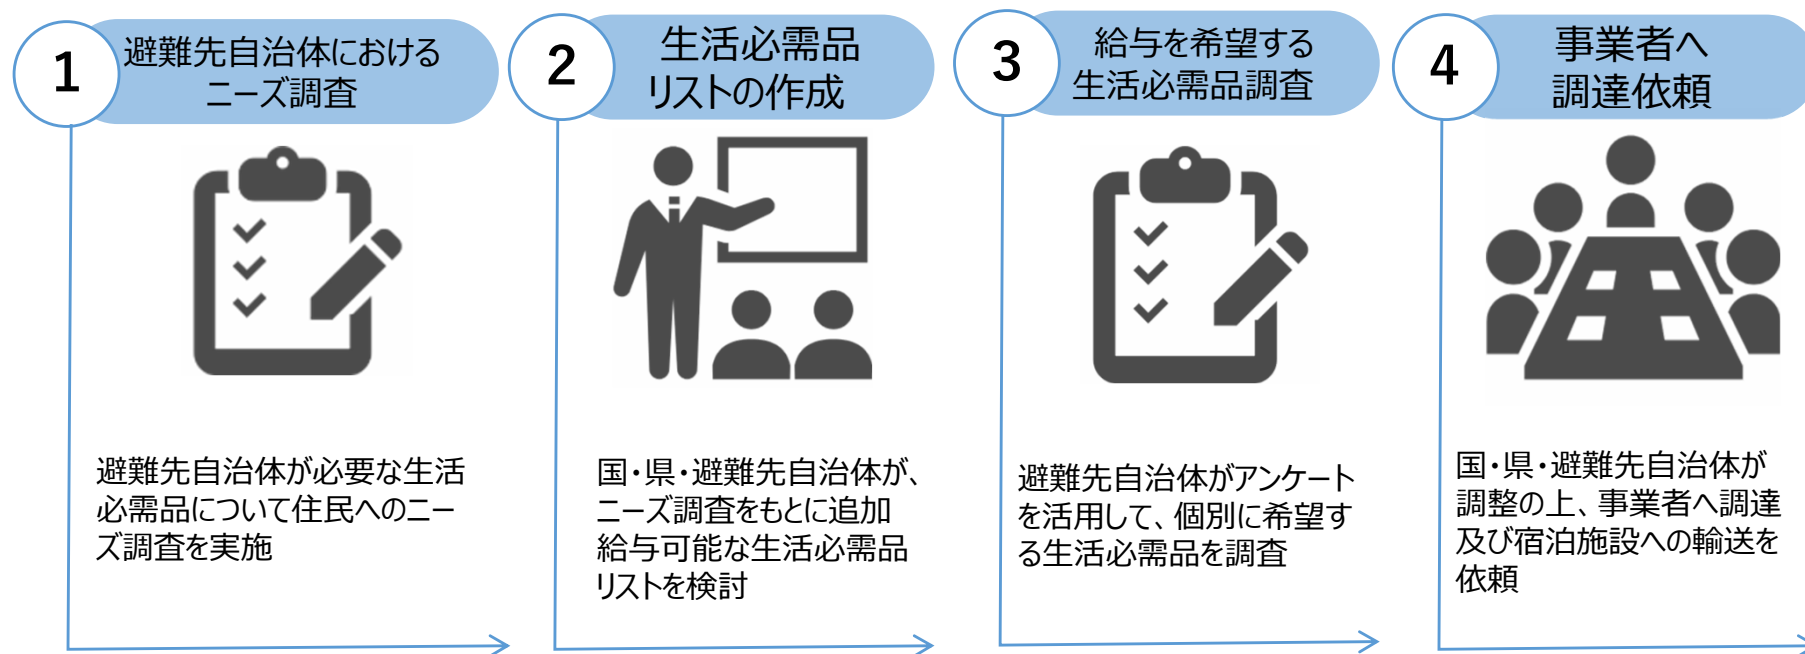 1
避難先自治体における
ニーズ調査
避難先自治体が必要な生活
必需品について住民へのニー
ズ調査を実施
2
生活必需品
リストの作成
国・県・避難先自治体が、
ニーズ調査をもとに追加
給与可能な生活必需品
リストを検討
3
給与を希望する
生活必需品調査
避難先自治体がアンケート
を活用して、個別に希望す
る生活必需品を調査
4
事業者へ
調達依頼
国・県・避難先自治体が
調整の上、事業者へ調達
及び宿泊施設への輸送を
依頼